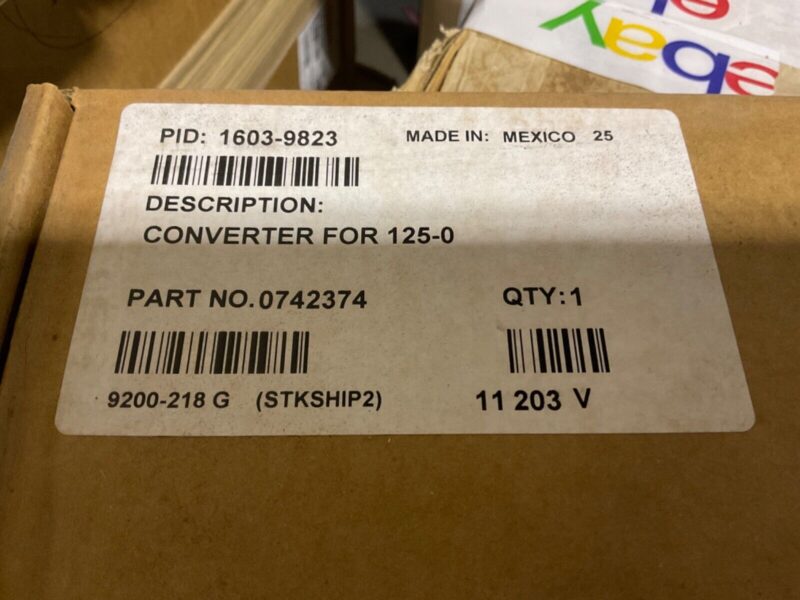 ebay
PID: 1603-9823
MADE IN: MEXICO 25
DESCRIPTION:
CONVERTER FOR 125-0
PART NO. 0742374
QTY: 1
9200-218 G (STKSHIP2)
11 203 V